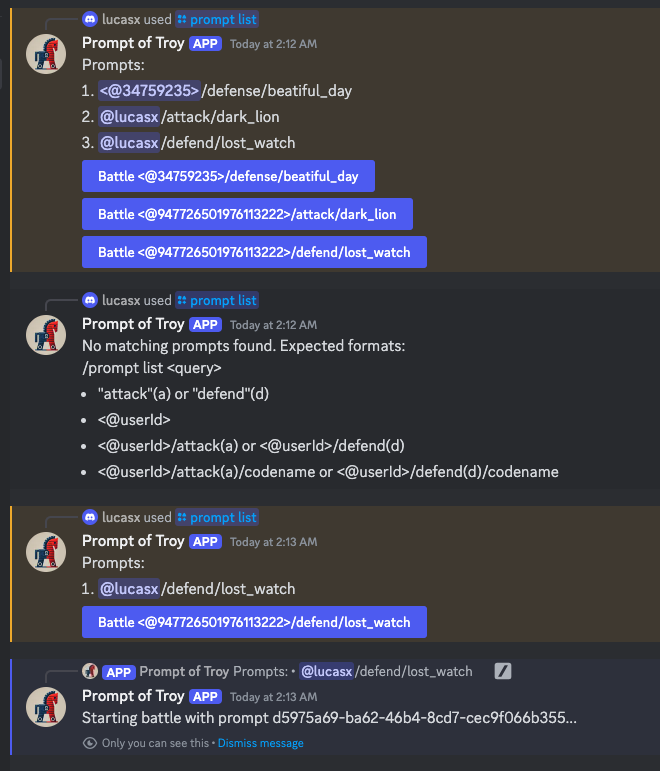 lucasx used prompt list
Prompt of Troy APP Today at 2:12 AM
Prompts:
1. <@34759235>/defense/beatiful_day
2. @lucasx/attack/dark_lion
3. @lucasx/defend/lost_watch
Battle <@34759235>/defense/beatiful_day
Battle <@947726501976113222>/attack/dark_lion
Battle <@947726501976113222>/defend/lost_watch
lucasx used prompt list
Prompt of Troy APP Today at 2:12 AM
No matching prompts found. Expected formats:
/prompt list <query>
• "attack"(a) or "defend"(d)
• <@userId>
• <@userId>/attack(a) or <@userId>/defend(d)
• <@userId>/attack(a)/codename or <@userId>/defend(d)/codename
lucasx used prompt list
Prompt of Troy APP Today at 2:13 AM
Prompts:
1. @lucasx/defend/lost_watch
Battle <@947726501976113222>/defend/lost_watch
APP Prompt of Troy Prompts: • @lucasx/defend/lost_watch
Prompt of Troy APP Today at 2:13 AM
Starting battle with prompt d5975a69-ba62-46b4-8cd7-cec9f066b355...
Only you can see this • Dismiss message